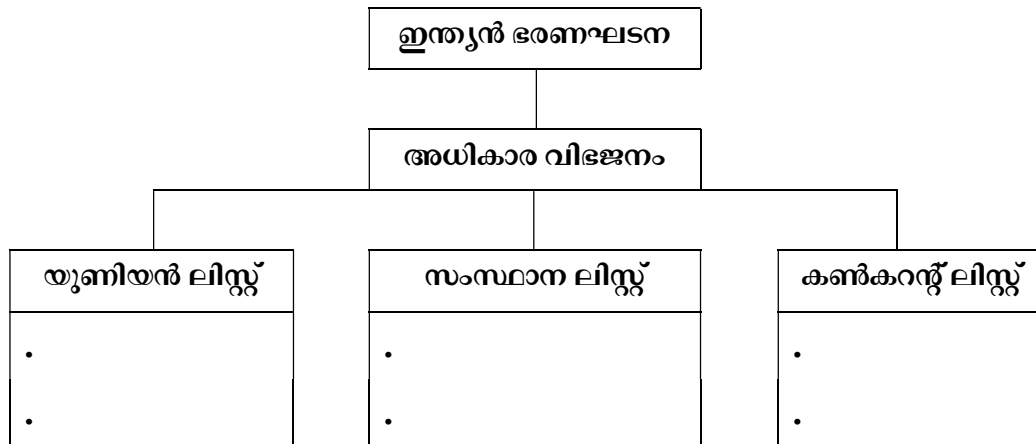 ഇന്ത്യൻ ഭരണഘടന
അധികാര വിഭജനം
യുണിയൻ ലിസ്റ്റ്
സംസ്ഥാന ലിസ്റ്റ്
കൺകറന്റ് ലിസ്റ്റ്